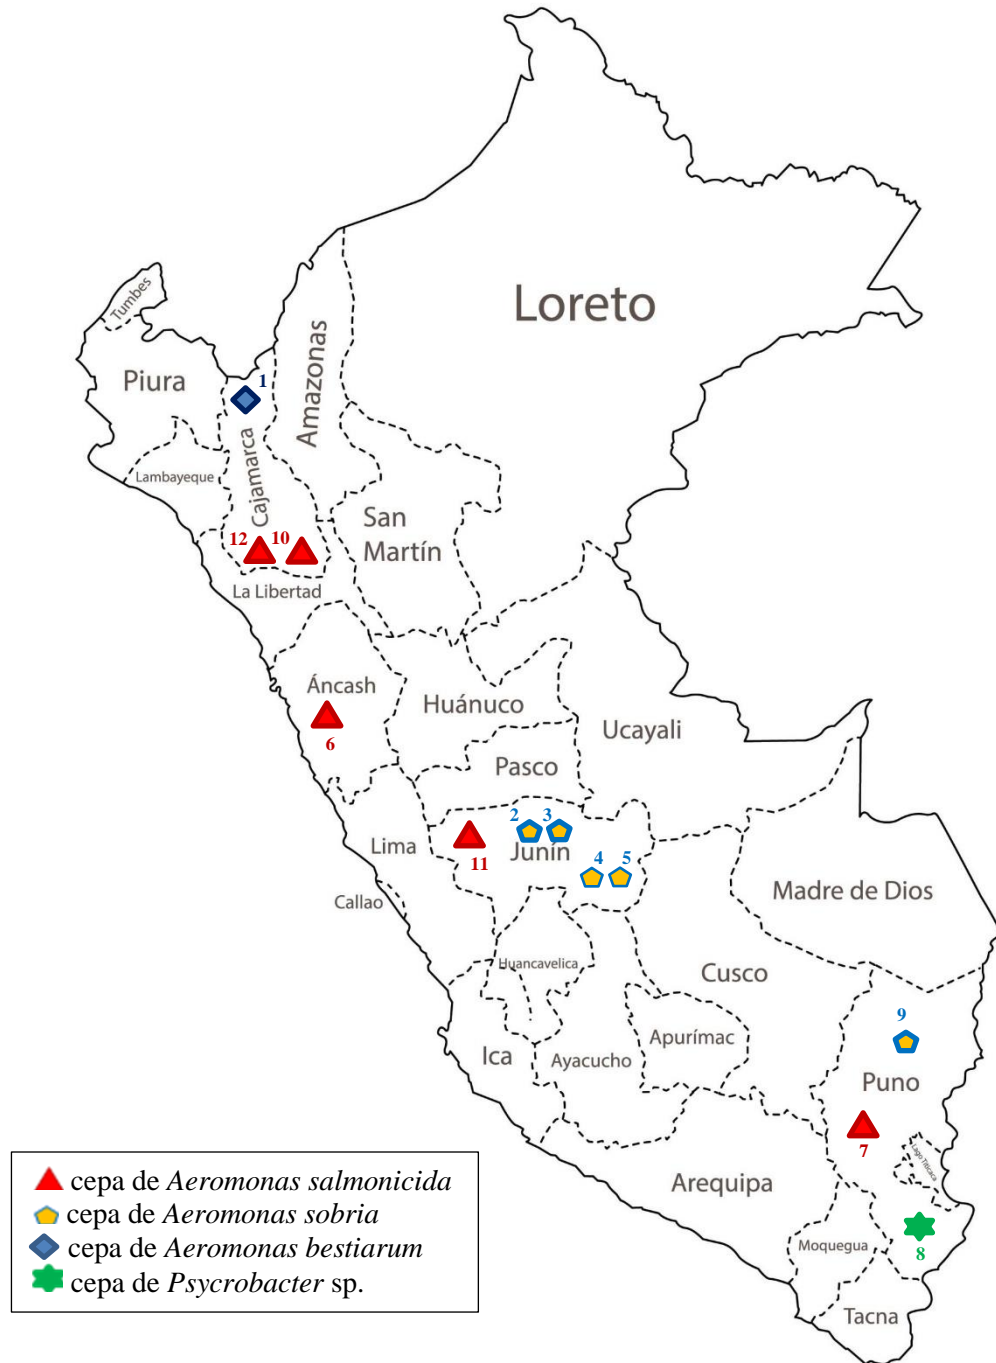 Loreto
Tumbes
Piura
1
Amazonas
Cajamarca
Lambayeque
San
Martín
12
10
La Libertad
Áncash
6
Huánuco
Ucayali
Pasco
2
3
Junín
11
4
5
Lima
Callao
Madre de Dios
Huancavelica
Cusco
9
Ica
Ayacucho
Apurímac
Puno
7
Lago Titicaca
Arequipa
Moquegua
8
Tacna
cepa de Aeromonas salmonicida
cepa de Aeromonas sobria
cepa de Aeromonas bestiarum
cepa de Psycrobacter sp.